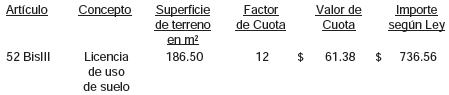 Artículo Concepto Superficie de terreno en m² Factor de Cuota Valor de Cuota Importe según Ley
52 BisIII Licencia de uso de suelo 186.50 12 $ 61.38 $ 736.56